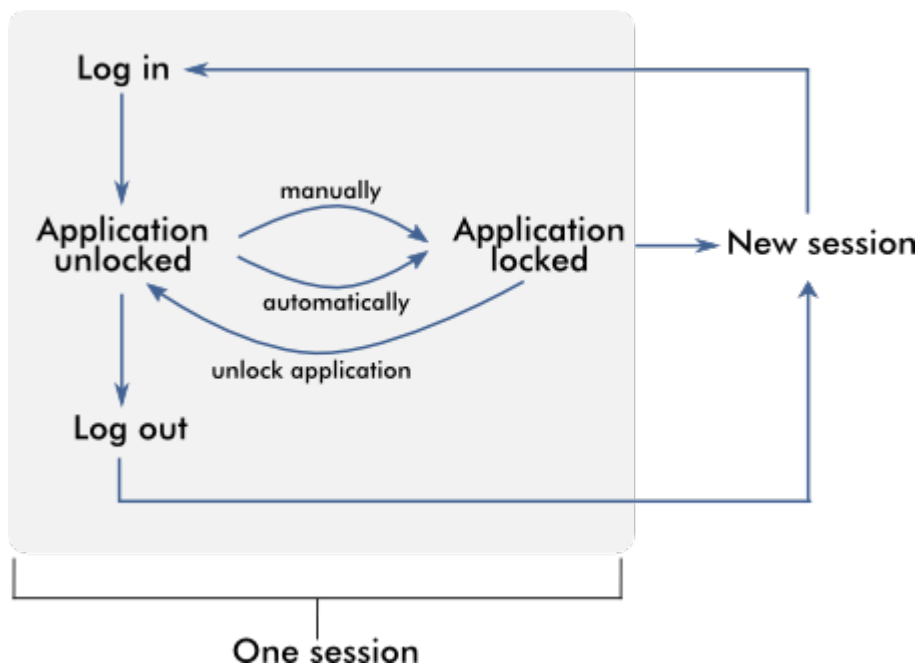 Log in
manually
Application
unlocked
Application
locked
New session
automatically
unlock application
Log out
One session